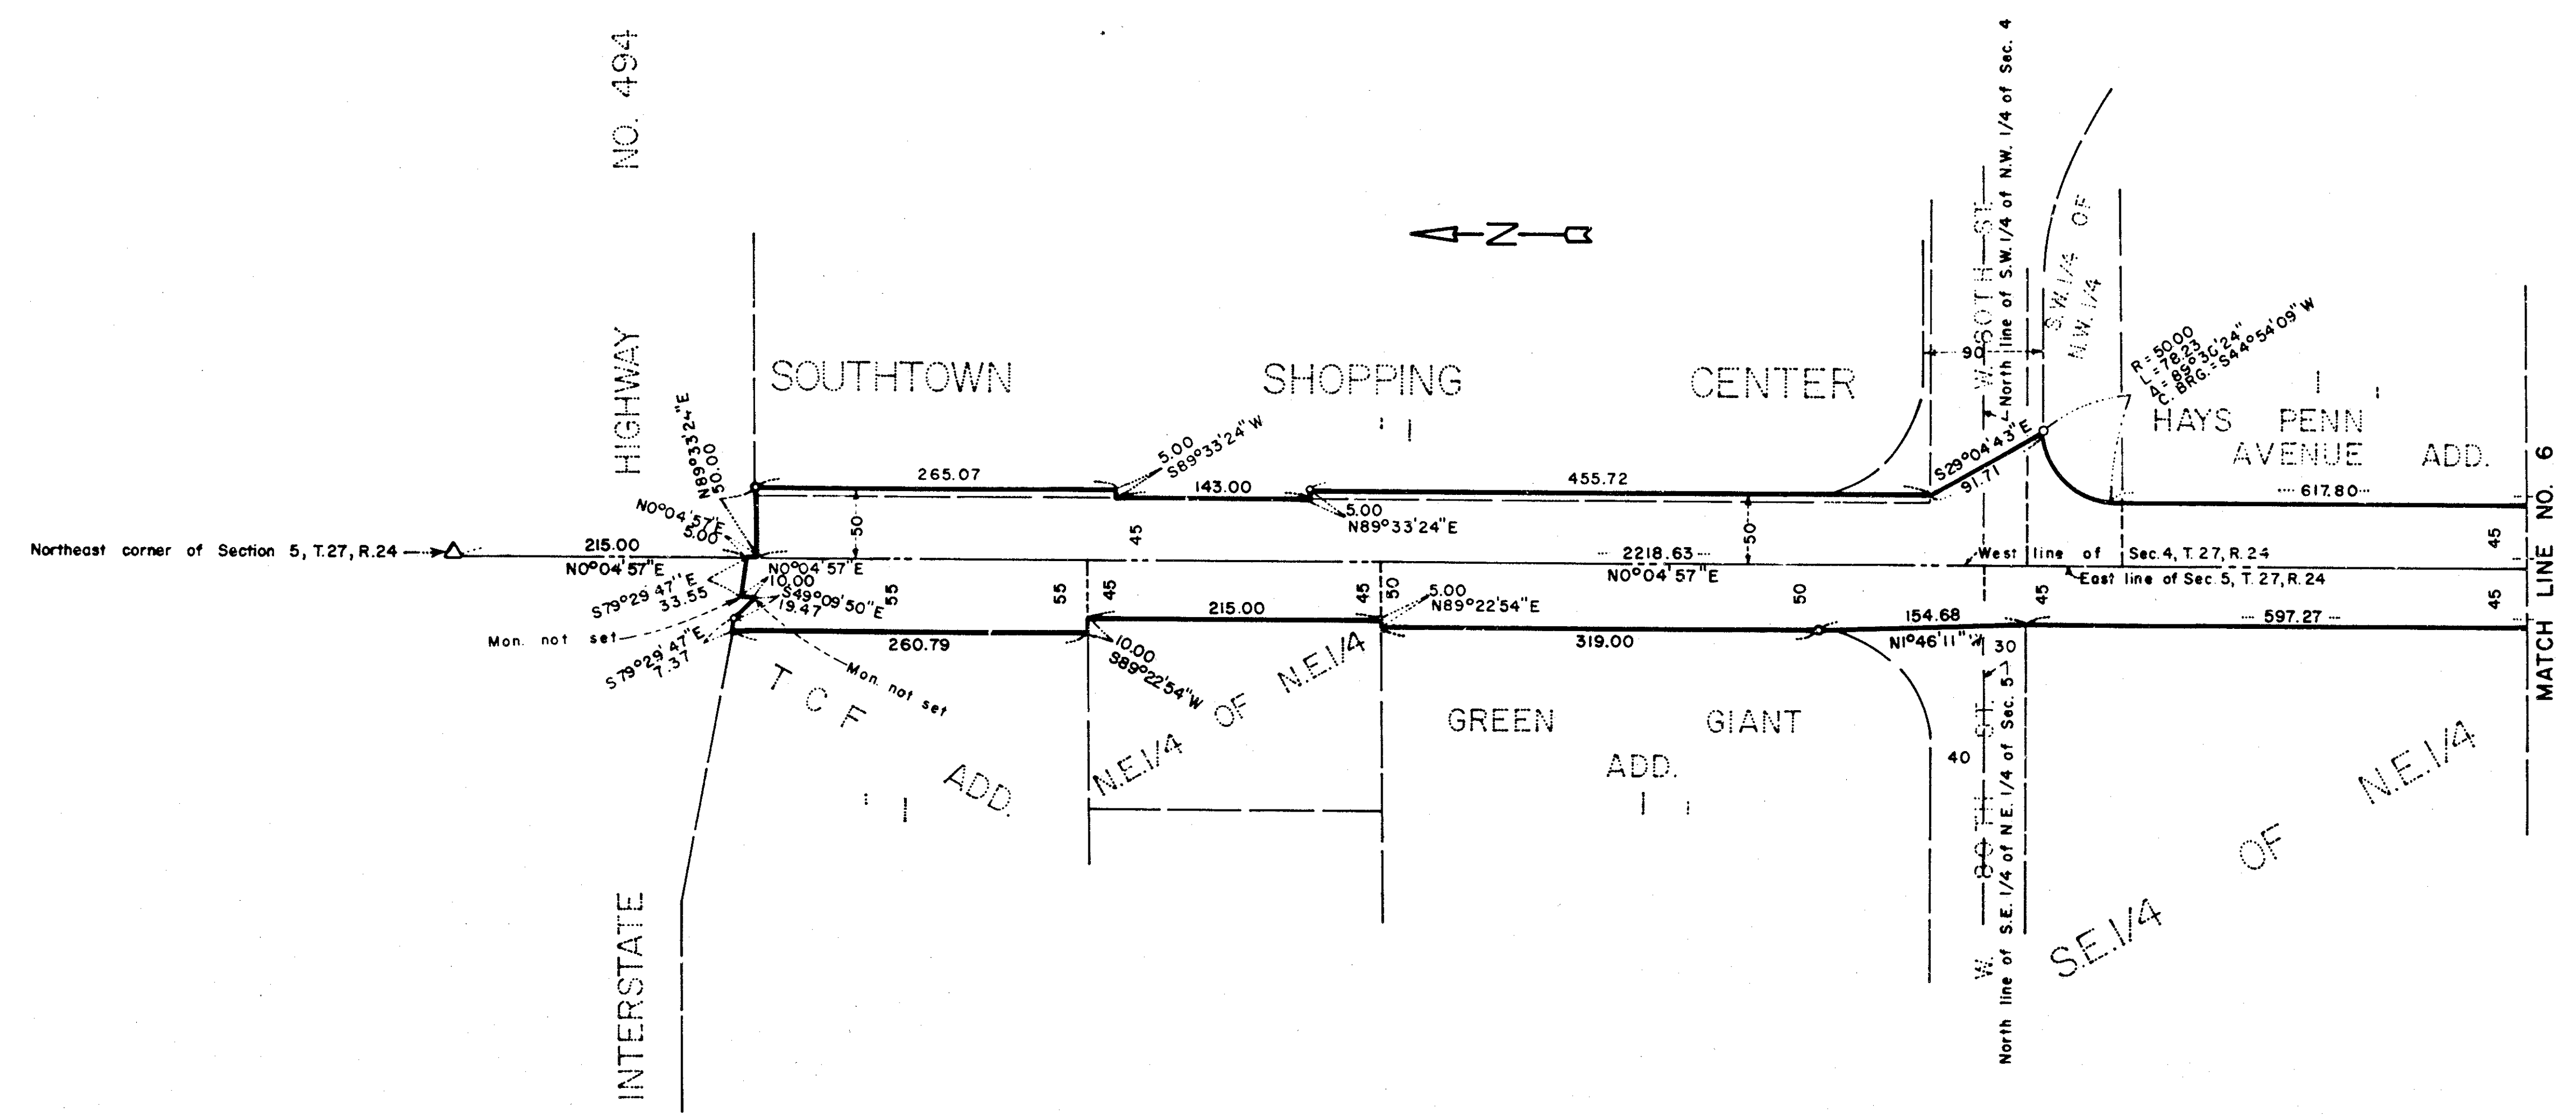 INTERSTATE HIGHWAY NO. 494
N
SOUTHTOWN SHOPPING CENTER
N89°33'24"E
50.00
N0°04'57"E
5.00
265.07
5.00
S89°33'24"W
143.00
5.00
N89°33'24"E
455.72
50
45
50
90
S29°04'43"E
91.71
W. 80TH ST.
North line of S.W. 1/4 of N.W. 1/4 of Sec. 4
S.W. 1/4 OF
N.W. 1/4
R = 50.00
L = 78.23
Δ = 89°38'24"
C. BRG. = S44°54'09"W
HAYS PENN
AVENUE ADD.
1
1
617.80
45
Northeast corner of Section 5, T.27, R.24
215.00
N0°04'57"E
2218.63
N0°04'57"E
West line of Sec. 4, T. 27, R. 24
East line of Sec. 5, T. 27, R. 24
MATCH LINE NO. 6
N0°04'57"E
10.00
S49°09'50"E
19.47
S79°29'47"E
33.55
Mon. not set
S79°29'47"E
7.37
Mon. not set
55
55
45
45
50
5.00
N89°22'54"E
50
45
45
260.79
10.00
S89°22'54"W
215.00
319.00
154.68
N1°46'11"W
30
597.27
T C F
ADD.
1
N.E. 1/4 OF N.E. 1/4
GREEN GIANT
ADD.
1
40
W. 80TH ST.
North line of S.E. 1/4 of N.E. 1/4 of Sec. 5
S.E. 1/4 OF N.E. 1/4